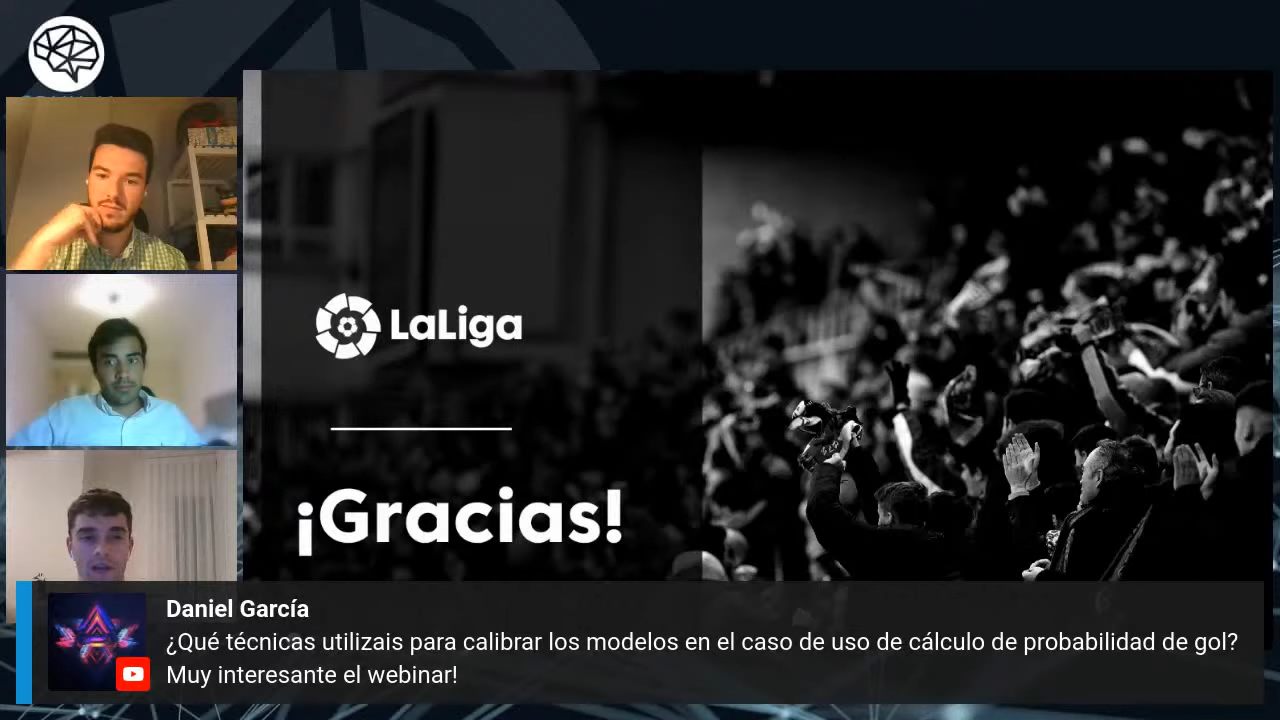 LaLiga
¡Gracias!
Daniel García
¿Qué técnicas utilizais para calibrar los modelos en el caso de uso de cálculo de probabilidad de gol?
Muy interesante el webinar!